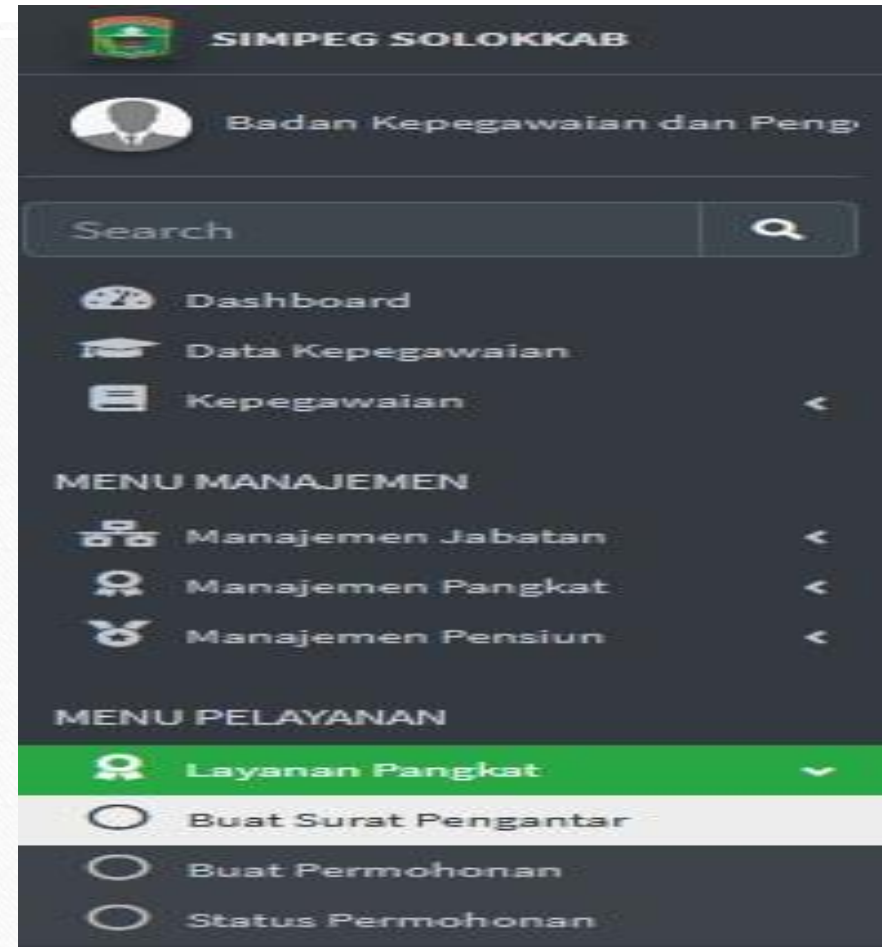 SIMPEG SOLOKKAB
Badan Kepegawaian dan Peng
Search
Dashboard
Data Kepegawaian
Kepegawaian
MENU MANAJEMEN
Manajemen Jabatan
Manajemen Pangkat
Manajemen Pensiun
MENU PELAYANAN
Layanan Pangkat
Buat Surat Pengantar
Buat Permohonan
Status Permohonan